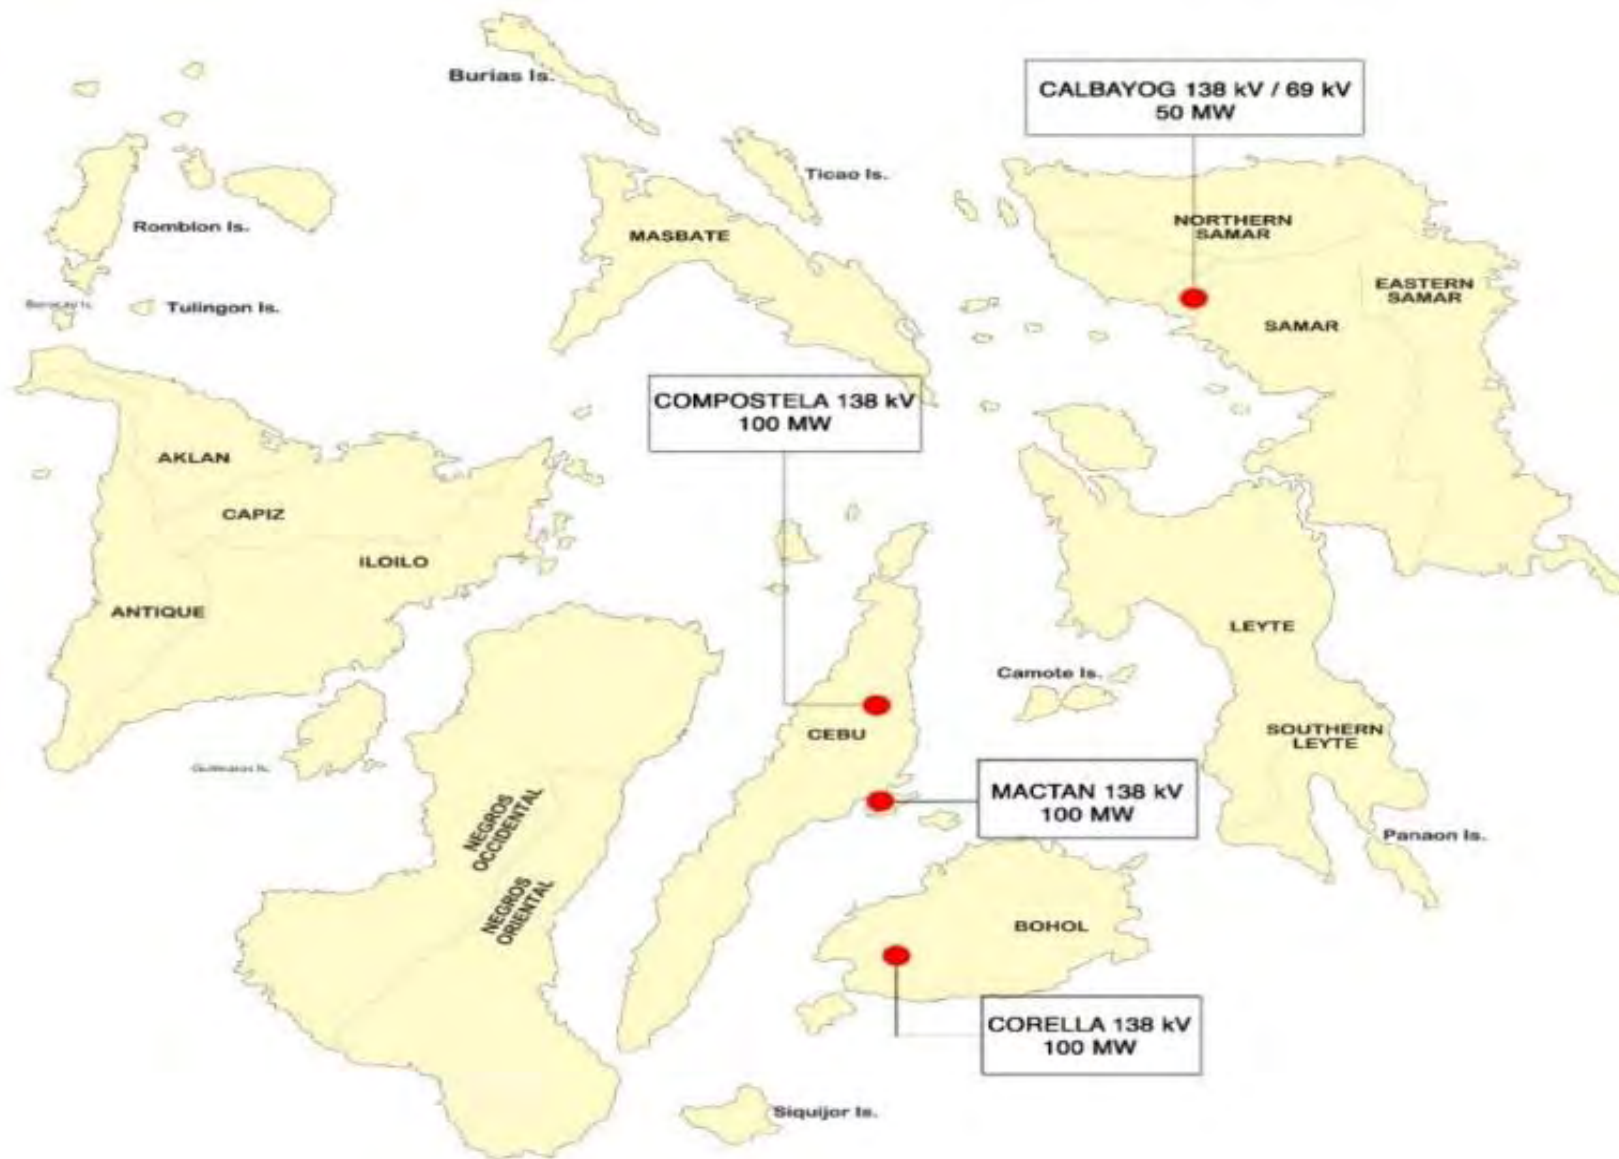 Burias Is.
CALBAYOG 138 kV / 69 kV
50 MW
Ticao Is.
Romblon Is.
MASBATE
NORTHERN
SAMAR
EASTERN
SAMAR
Tulingon Is.
SAMAR
COMPOSTELA 138 kV
100 MW
AKLAN
CAPIZ
ILOILO
ANTIQUE
LEYTE
Camote Is.
CEBU
SOUTHERN
LEYTE
MACTAN 138 kV
100 MW
NEGROS
OCCIDENTAL
Panaon Is.
NEGROS
ORIENTAL
BOHOL
CORELLA 138 kV
100 MW
Siquijor Is.